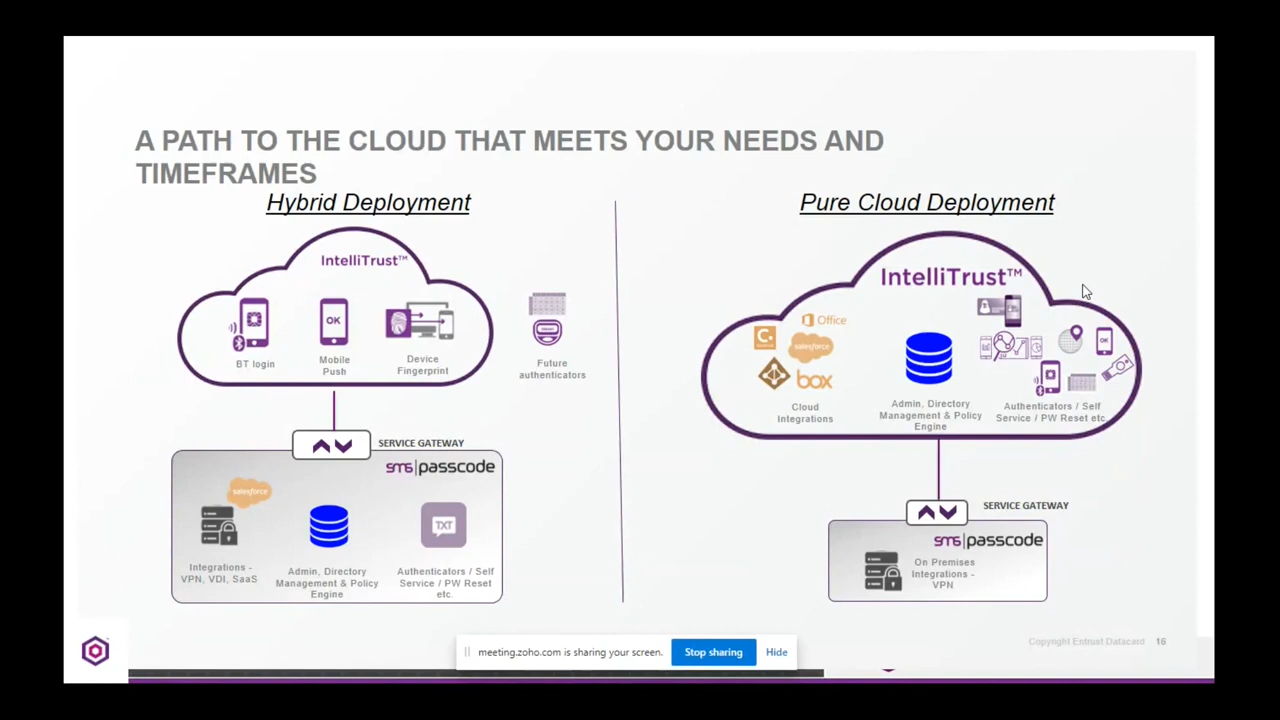 A PATH TO THE CLOUD THAT MEETS YOUR NEEDS AND
TIMEFRAMES
Hybrid Deployment
IntelliTrust™
OK
BT login
Mobile
Push
Device
Fingerprint
Future
authenticators
SERVICE GATEWAY
sms|passcode
salesforce
TXT
Integrations -
VPN, VDI, SaaS
Admin, Directory
Management & Policy
Engine
Authenticators / Self
Service / PW Reset
etc.
Pure Cloud Deployment
IntelliTrust™
Office
salesforce
box
OK
Cloud
Integrations
Admin, Directory
Management & Policy
Engine
Authenticators / Self
Service / PW Reset etc.
SERVICE GATEWAY
sms|passcode
On Premises
Integrations -
VPN
Copyright Entrust Datacard 16
meeting.zoho.com is sharing your screen. Stop sharing Hide